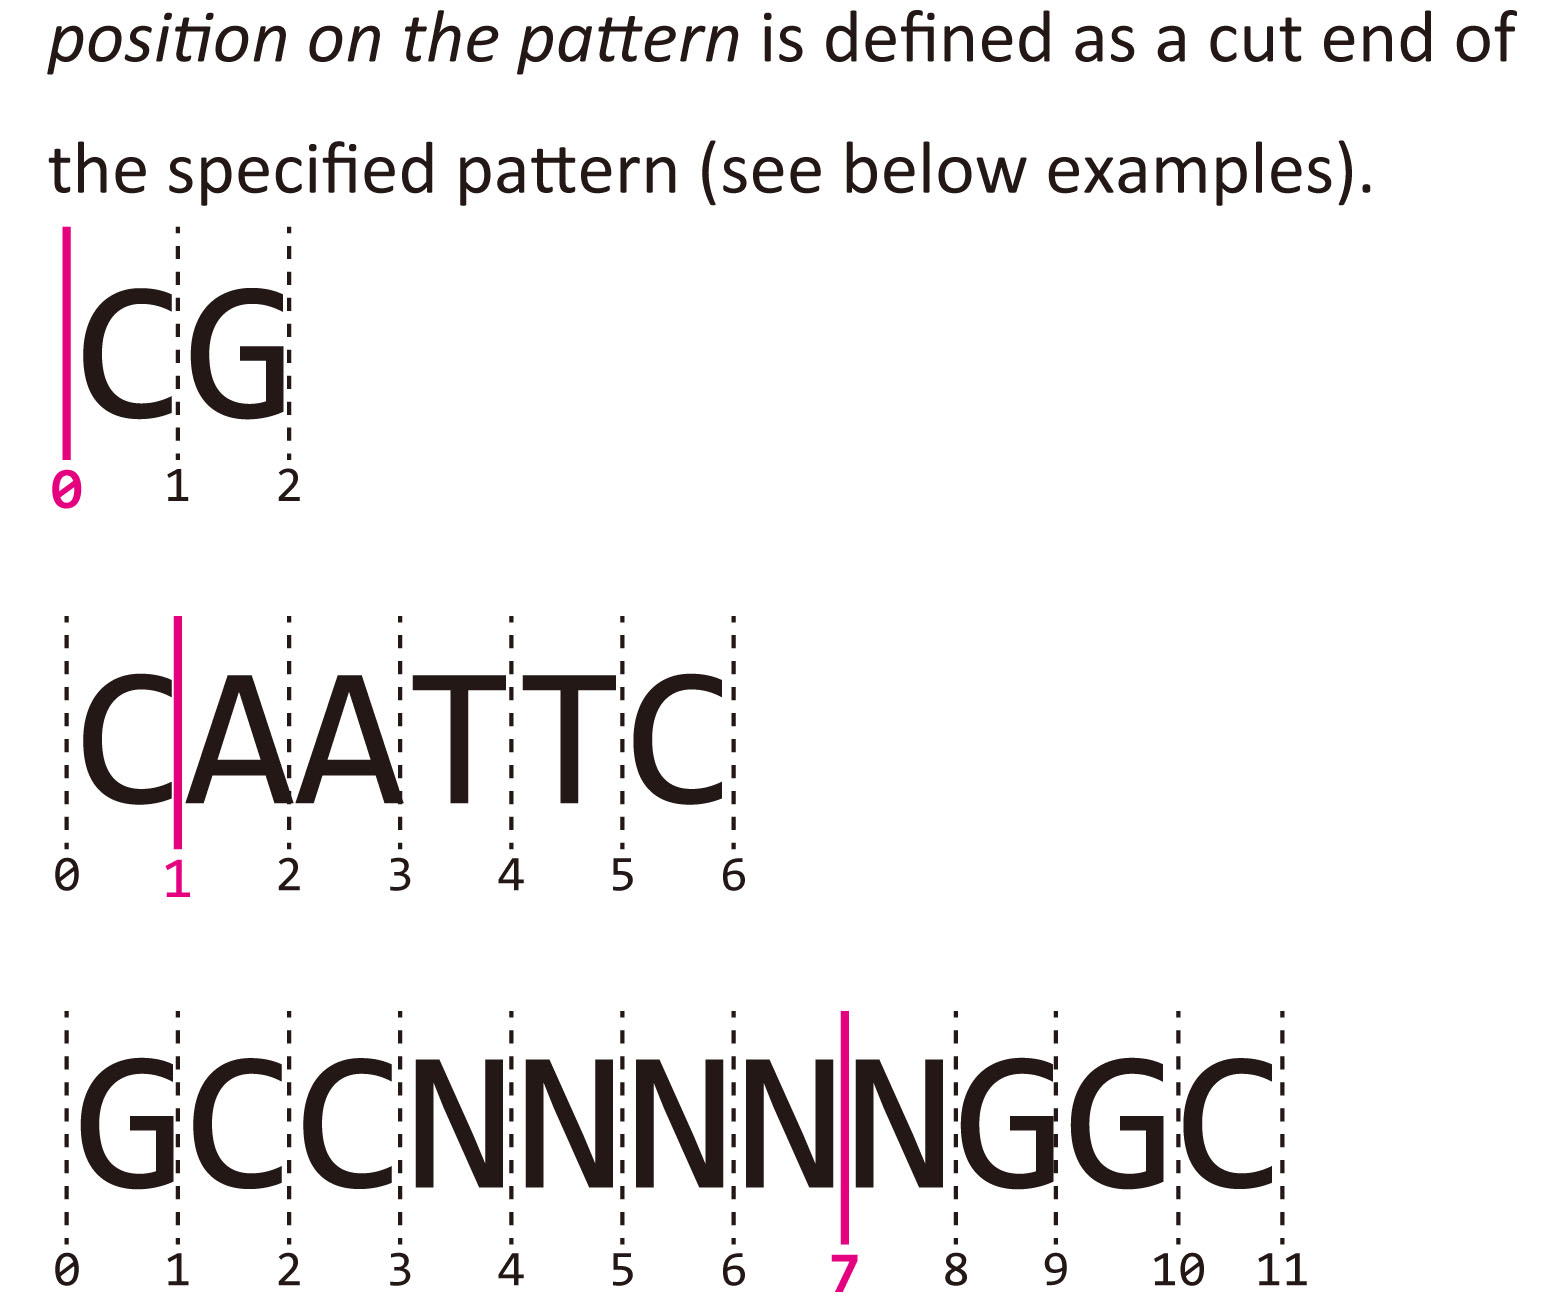 position on the pattern is defined as a cut end of
the specified pattern (see below examples).
CG
0 1 2
CAATTC
0 1 2 3 4 5 6
GCCNNNNNGGC
0 1 2 3 4 5 6 7 8 9 10 11